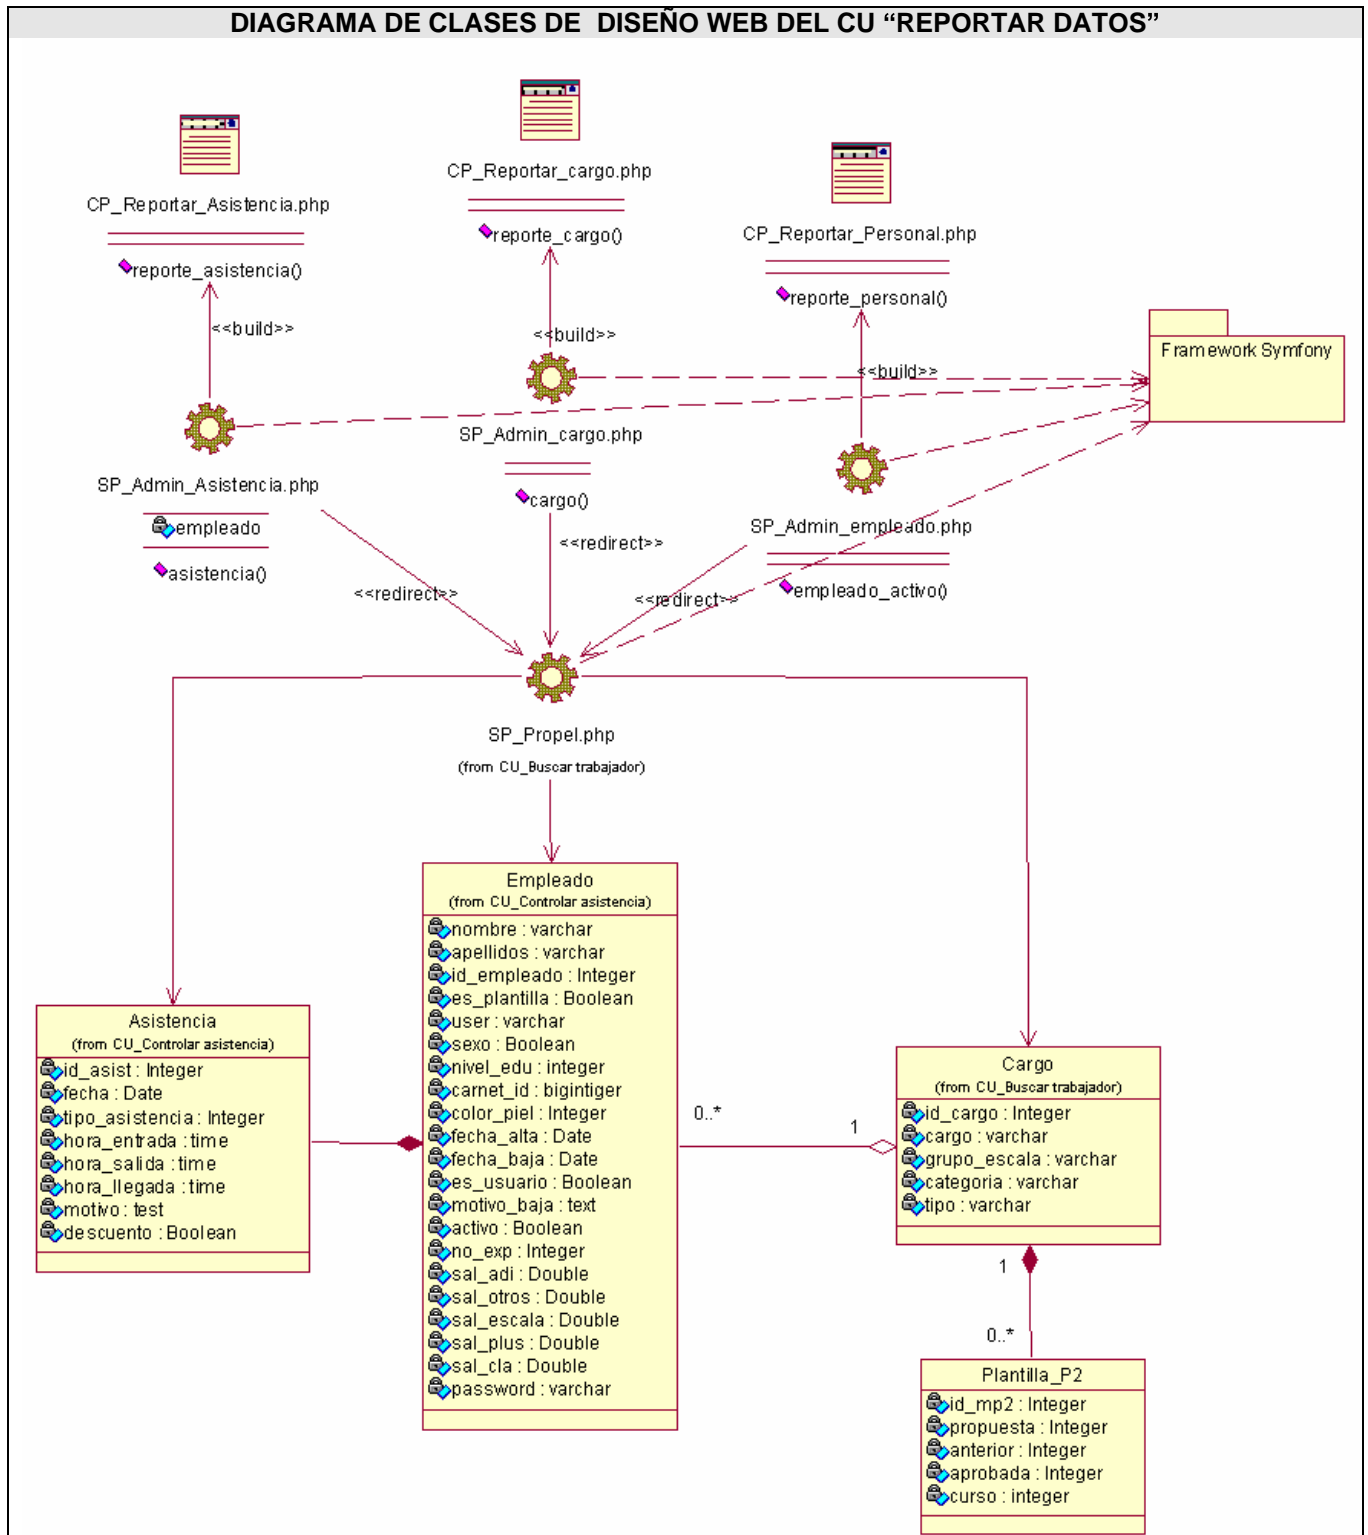 DIAGRAMA DE CLASES DE DISEÑO WEB DEL CU “REPORTAR DATOS”
CP_Reportar_Asistencia.php
reporte_asistencia()
CP_Reportar_cargo.php
reporte_cargo()
CP_Reportar_Personal.php
reporte_personal()
<<build>>
<<build>>
<<build>>
Framework Symfony
SP_Admin_Asistencia.php
empleado
asistencia()
SP_Admin_cargo.php
cargo()
SP_Admin_empleado.php
empleado_activo()
<<redirect>>
<<redirect>>
<<redirect>>
SP_Propel.php
(from CU_Buscar trabajador)
Asistencia
(from CU_Controlar asistencia)
id_asist : Integer
fecha : Date
tipo_asistencia : Integer
hora_entrada : time
hora_salida : time
hora_llegada : time
motivo : test
descuento : Boolean
Empleado
(from CU_Controlar asistencia)
nombre : varchar
apellidos : varchar
id_empleado : Integer
es_plantilla : Boolean
user : varchar
sexo : Boolean
nivel_edu : integer
carnet_id : bigintiger
color_piel : Integer
fecha_alta : Date
fecha_baja : Date
es_usuario : Boolean
motivo_baja : text
activo : Boolean
no_exp : Integer
sal_adi : Double
sal_otros : Double
sal_escala : Double
sal_plus : Double
sal_cla : Double
password : varchar
0..*
1
Cargo
(from CU_Buscar trabajador)
id_cargo : Integer
cargo : varchar
grupo_escala : varchar
categoria : varchar
tipo : varchar
1
0..*
Plantilla_P2
id_mp2 : Integer
propuesta : Integer
anterior : Integer
aprobada : Integer
curso : integer